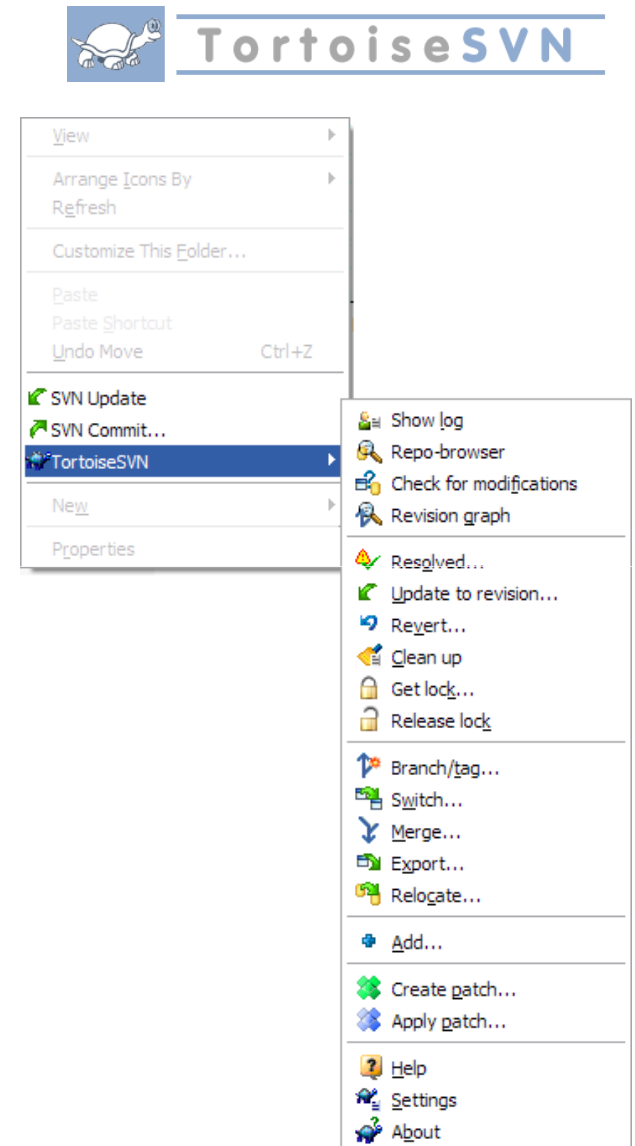 TortoiseSVN
View
Arrange Icons By
Refresh
Customize This Folder...
Paste
Paste Shortcut
Undo Move Ctrl+Z
SVN Update
SVN Commit...
TortoiseSVN
New
Properties
Show log
Repo-browser
Check for modifications
Revision graph
Resolved...
Update to revision...
Revert...
Clean up
Get lock...
Release lock
Branch/tag...
Switch...
Merge...
Export...
Relocate...
Add...
Create patch...
Apply patch...
Help
Settings
About